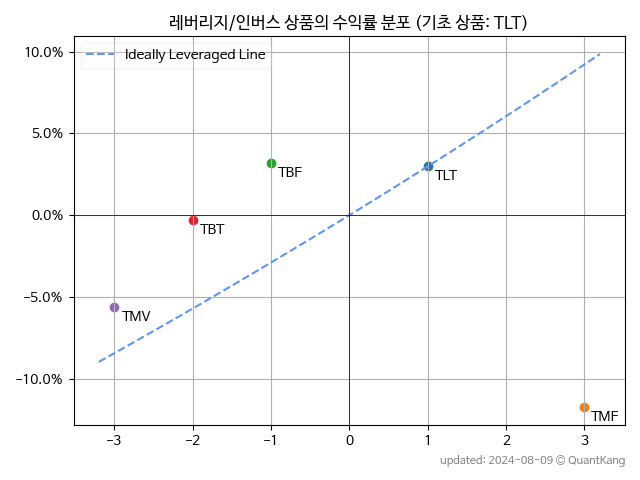 레버리지/인버스 상품의 수익률 분포 (기초 상품: TLT)
10.0%
Ideally Leveraged Line
5.0%
TBF
TLT
0.0%
TBT
-5.0%
TMV
-10.0%
TMF
-3 -2 -1 0 1 2 3
updated: 2024-08-09 © QuantKang